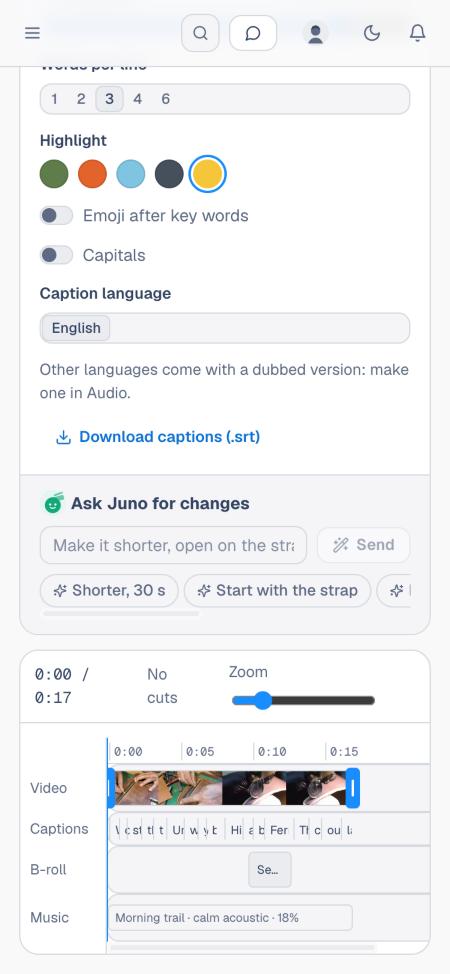 Words per line
1 2 3 4 6
Highlight
Emoji after key words
Capitals
Caption language
English
Other languages come with a dubbed version: make
one in Audio.
Download captions (.srt)
Ask Juno for changes
Make it shorter, open on the stra
Send
Shorter, 30 s
Start with the strap
0:00 /
0:17
No
cuts
Zoom
0:00 0:05 0:10 0:15
Video
Captions
Hi
Fer
ou
B-roll
Se...
Music
Morning trail · calm acoustic · 18%